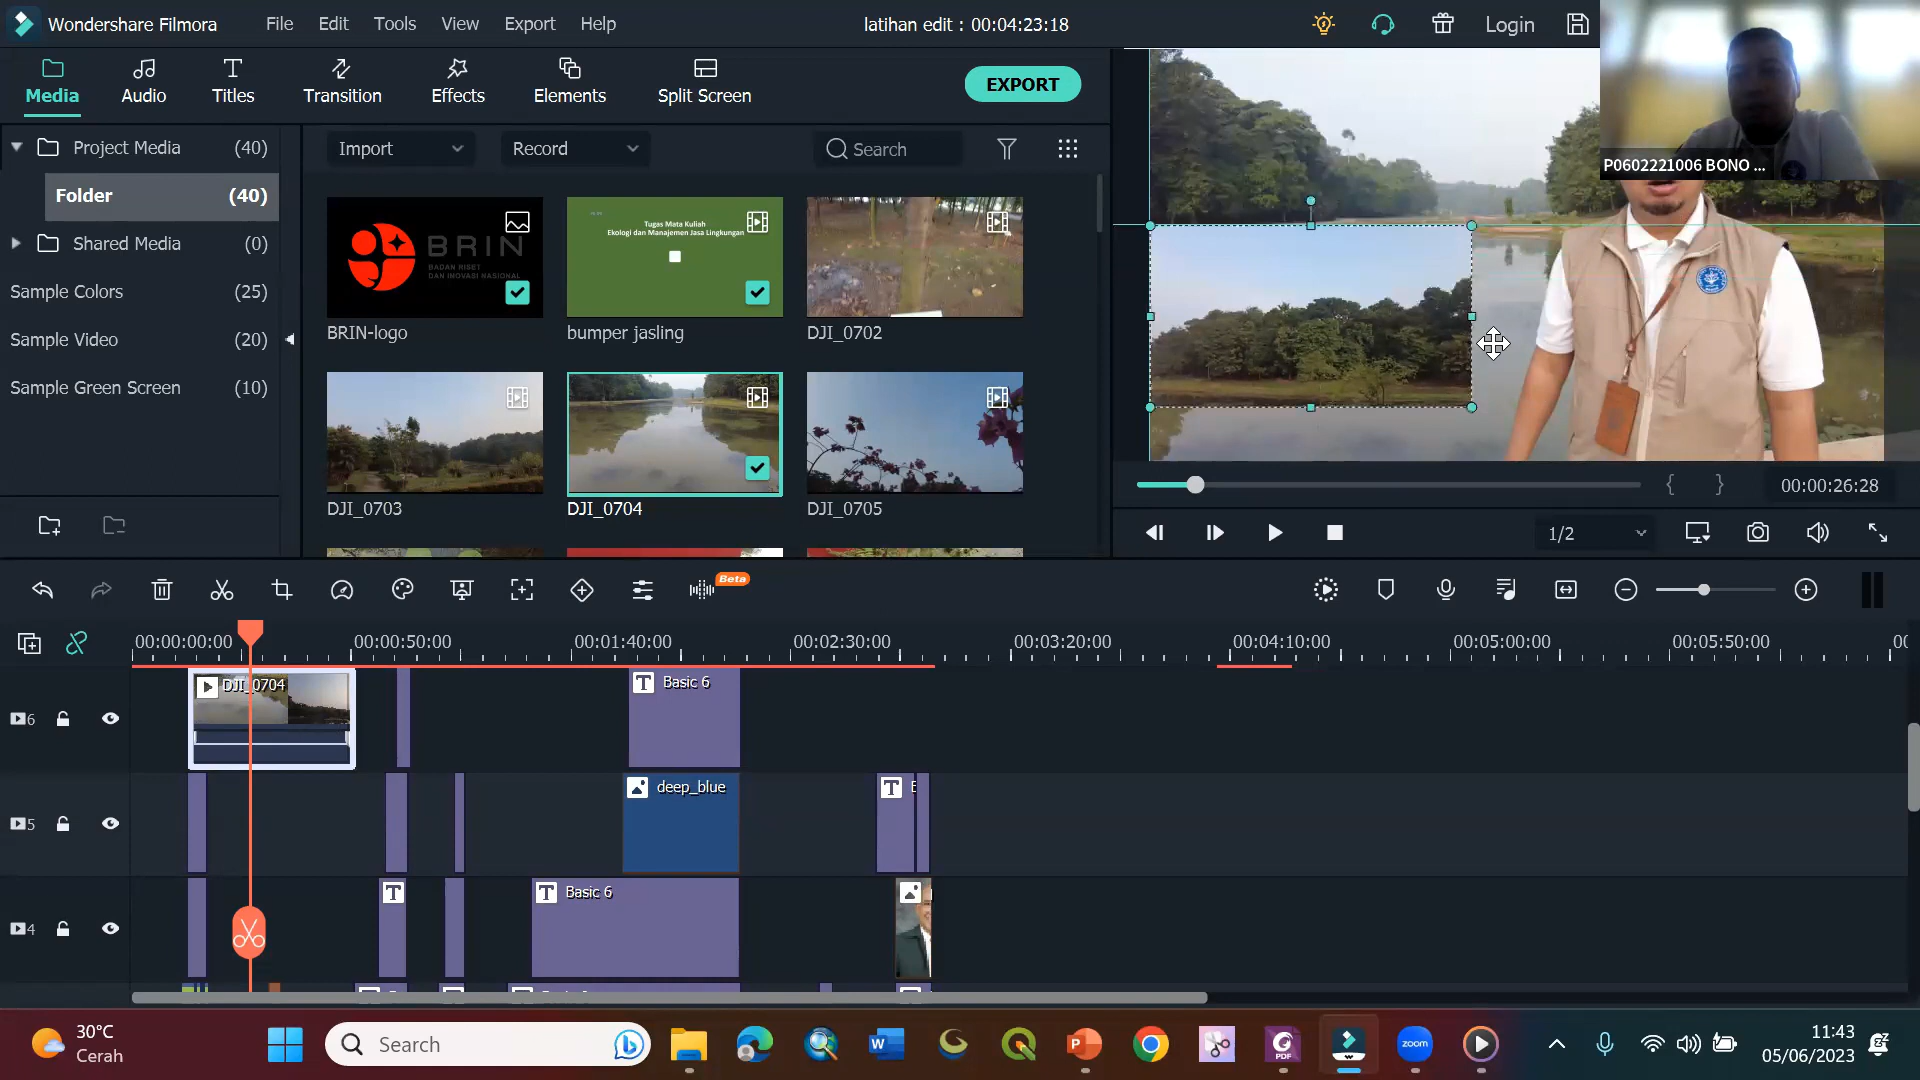 Wondershare Filmora
File
Edit
Tools
View
Export
Help
latihan edit : 00:04:23:18
Login
Media
Audio
Titles
Transition
Effects
Elements
Split Screen
EXPORT
P0602221006 BONO ...
Project Media (40)
Folder (40)
Shared Media (0)
Sample Colors (25)
Sample Video (20)
Sample Green Screen (10)
Import
Record
Search
BRIN
BADAN RISET
DAN INOVASI NASIONAL
Tugas Mata Kuliah
Ekologi dan Manajemen Jasa Lingkungan
BRIN-logo
bumper jasling
DJI_0702
DJI_0703
DJI_0704
DJI_0705
00:00:26:28
1/2
Beta
00:00:00:00
00:00:50:00
00:01:40:00
00:02:30:00
00:03:20:00
00:04:10:00
00:05:00:00
00:05:50:00
00
6
DJI_0704
T Basic 6
5
deep_blue
T
4
T
T Basic 6
30°C
Cerah
Search
W
P
PDF
zoom
11:43
05/06/2023